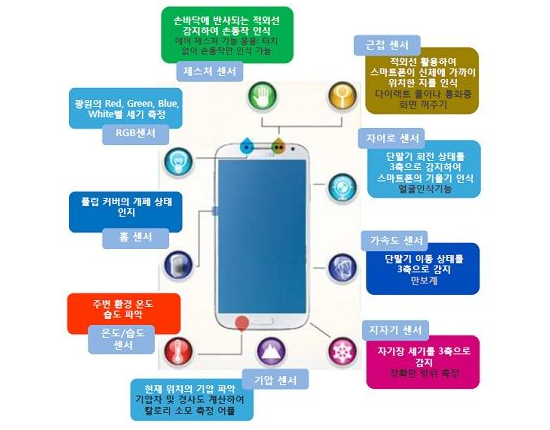 손바닥에 반사되는 적외선
감지하여 손동작 인식
에어 제스처 기능 응용: 터치
없이 손동작만 인식 가능
제스처 센서
근접 센서
적외선 활용하여
스마트폰이 신체에 가까이
위치한 지를 인식
다이렉트 콜이나 통화중
화면 꺼주기
광원의 Red, Green, Blue,
White별 세기 측정
RGB센서
자이로 센서
단말기 회전 상태를
3축으로 감지하여
스마트폰의 기울기 인식
얼굴인식기능
플립 커버의 개폐 상태
인지
홀 센서
가속도 센서
단말기 이동 상태를
3축으로 감지
만보계
주변 환경 온도
습도 파악
온도/습도
센서
지자기 센서
자기장 세기를 3축으로
감지
정확한 방위 측정
기압 센서
현재 위치의 기압 파악
기압차 및 경사도 계산하여
칼로리 소모 측정 어플